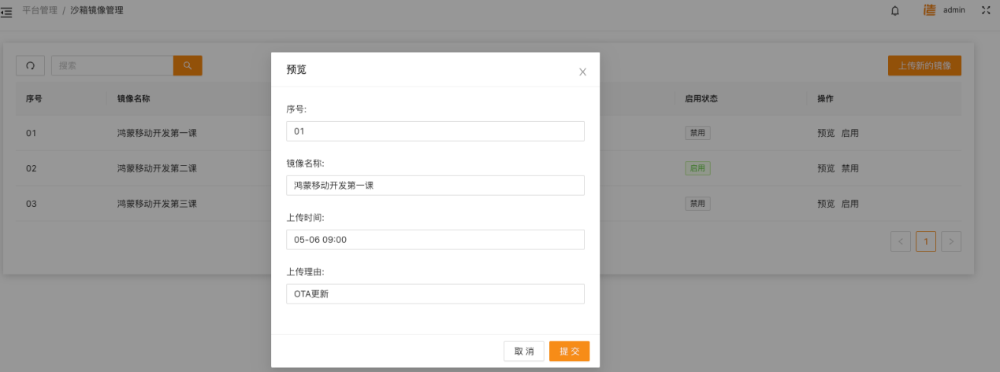 平台管理 / 沙箱镜像管理
admin
搜索
上传新的镜像
序号 镜像名称 启用状态 操作
01 鸿蒙移动开发第一课 禁用 预览 启用
02 鸿蒙移动开发第二课 启用 预览 禁用
03 鸿蒙移动开发第三课 禁用 预览 启用
< 1 >
预览
序号:
01
镜像名称:
鸿蒙移动开发第一课
上传时间:
05-06 09:00
上传理由:
OTA更新
取 消 提 交